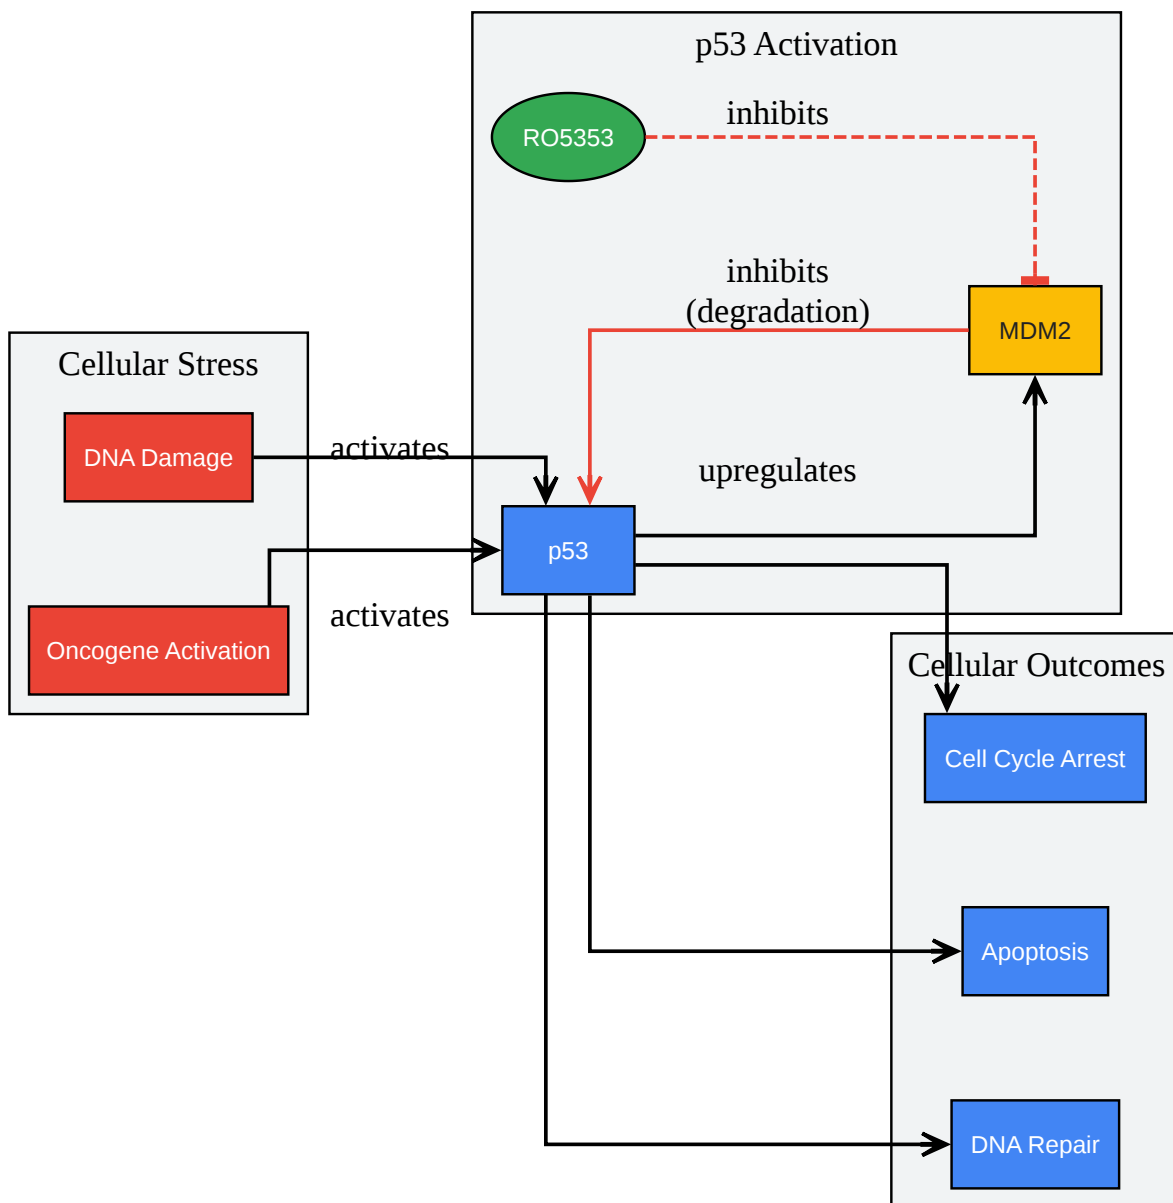 p53 Activation
RO5353
inhibits
inhibits
(degradation)
MDM2
Cellular Stress
DNA Damage
activates
upregulates
p53
activates
Oncogene Activation
Cellular Outcomes
Cell Cycle Arrest
Apoptosis
DNA Repair